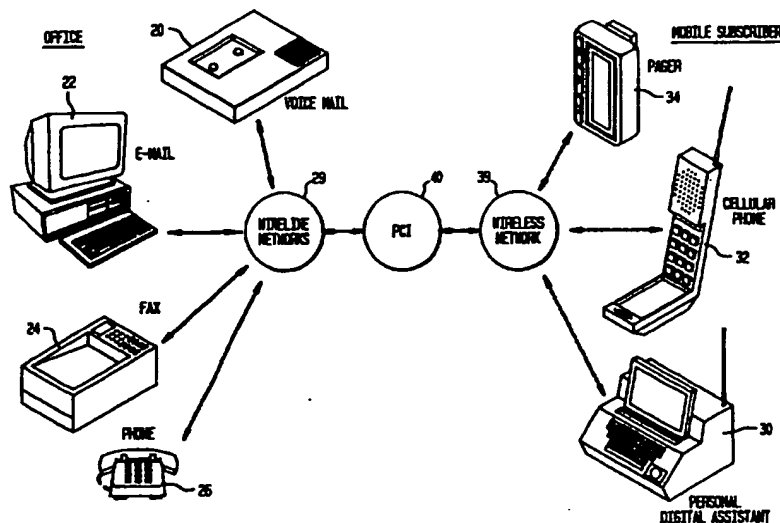 OFFICE
20
22
VOICE MAIL
E-MAIL
PAGER
34
MOBILE SUBSCRIBER
29
WIRELINE
NETWORKS
40
PCI
39
WIRELESS
NETWORK
CELLULAR
PHONE
32
FAX
24
PHONE
26
30
PERSONAL
DIGITAL ASSISTANT